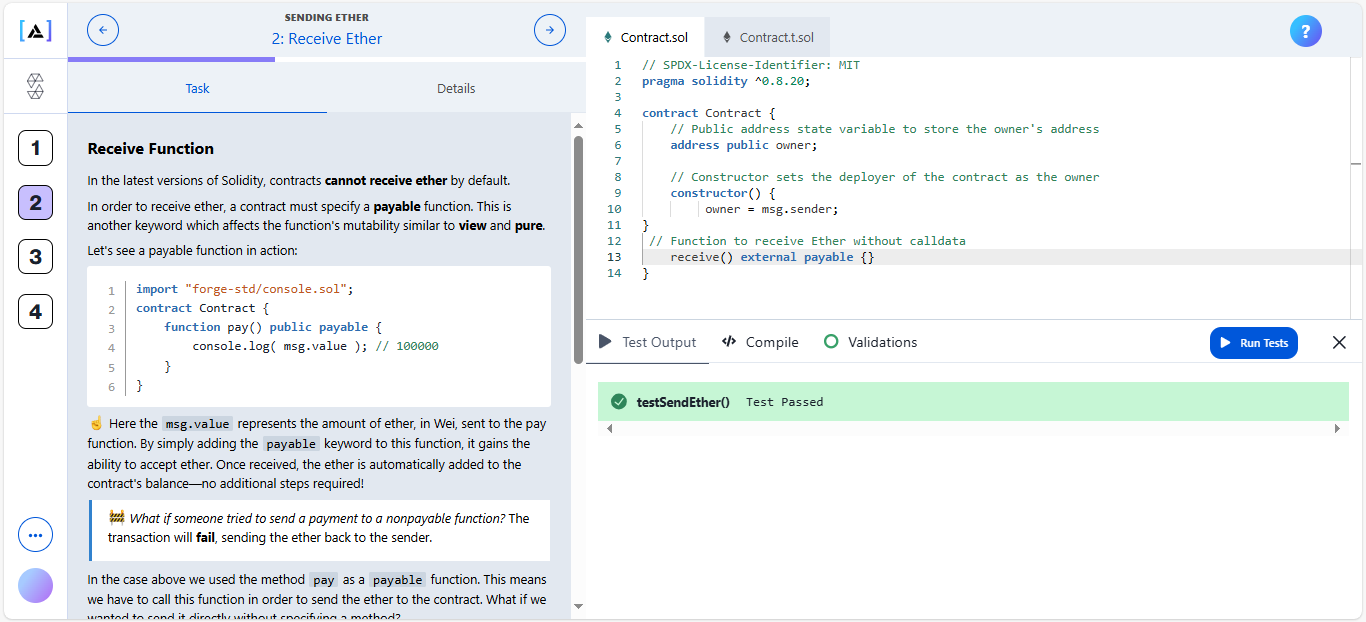 SENDING ETHER
2: Receive Ether
Task
Details
1
2
3
4
Receive Function
In the latest versions of Solidity, contracts cannot receive ether by default.
In order to receive ether, a contract must specify a payable function. This is
another keyword which affects the function's mutability similar to view and pure.
Let's see a payable function in action:
1 import "forge-std/console.sol";
2 contract Contract {
3 function pay() public payable {
4 console.log( msg.value ); // 100000
5 }
6 }
☝ Here the msg.value represents the amount of ether, in Wei, sent to the pay
function. By simply adding the payable keyword to this function, it gains the
ability to accept ether. Once received, the ether is automatically added to the
contract's balance—no additional steps required!
🚧 What if someone tried to send a payment to a nonpayable function? The
transaction will fail, sending the ether back to the sender.
In the case above we used the method pay as a payable function. This means
we have to call this function in order to send the ether to the contract. What if we
wanted to send it directly without specifying a method?
Contract.sol
Contract.t.sol
?
1 // SPDX-License-Identifier: MIT
2 pragma solidity ^0.8.20;
3
4 contract Contract {
5 // Public address state variable to store the owner's address
6 address public owner;
7
8 // Constructor sets the deployer of the contract as the owner
9 constructor() {
10 owner = msg.sender;
11 }
12 // Function to receive Ether without calldata
13 receive() external payable {}
14 }
Test Output
</> Compile
Validations
Run Tests
testSendEther() Test Passed